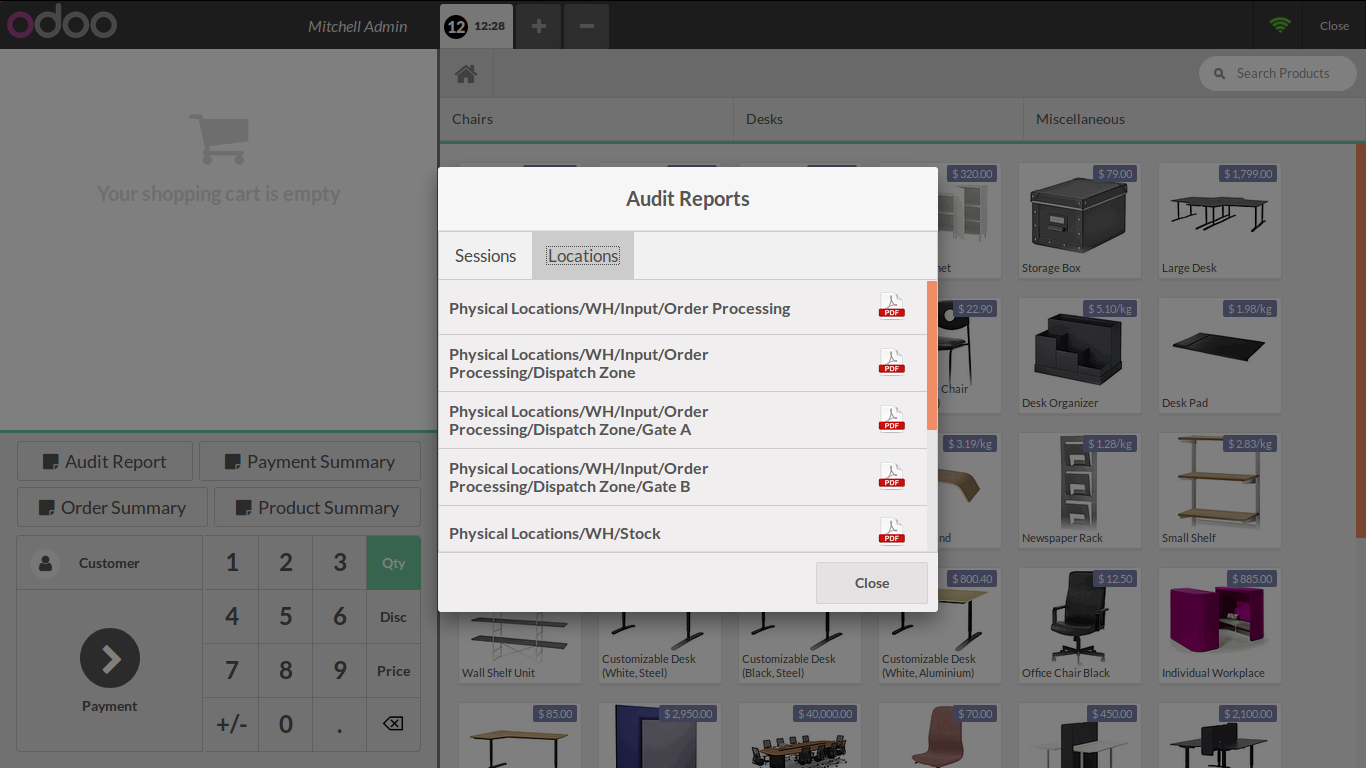 odoo
Mitchell Admin
12 12:28
Close
Search Products
Chairs
Desks
Miscellaneous
Your shopping cart is empty
Audit Reports
Sessions
Locations
Physical Locations/WH/Input/Order Processing
PDF
Physical Locations/WH/Input/Order
Processing/Dispatch Zone
PDF
Physical Locations/WH/Input/Order
Processing/Dispatch Zone/Gate A
PDF
Physical Locations/WH/Input/Order
Processing/Dispatch Zone/Gate B
PDF
Physical Locations/WH/Stock
PDF
Close
$ 320.00
$ 79.00
Storage Box
$ 1,799.00
Large Desk
$ 22.90
Chair
$ 5.10/kg
Desk Organizer
$ 1.98/kg
Desk Pad
$ 3.19/kg
$ 1.28/kg
Newspaper Rack
$ 2.83/kg
Small Shelf
Wall Shelf Unit
Customizable Desk
(White, Steel)
Customizable Desk
(Black, Steel)
$ 800.40
Customizable Desk
(White, Aluminium)
$ 12.50
Office Chair Black
$ 885.00
Individual Workplace
$ 85.00
$ 2,950.00
$ 40,000.00
$ 70.00
$ 450.00
$ 2,100.00
Audit Report
Payment Summary
Order Summary
Product Summary
Customer
1 2 3 Qty
4 5 6 Disc
7 8 9 Price
+/- 0 .
Payment